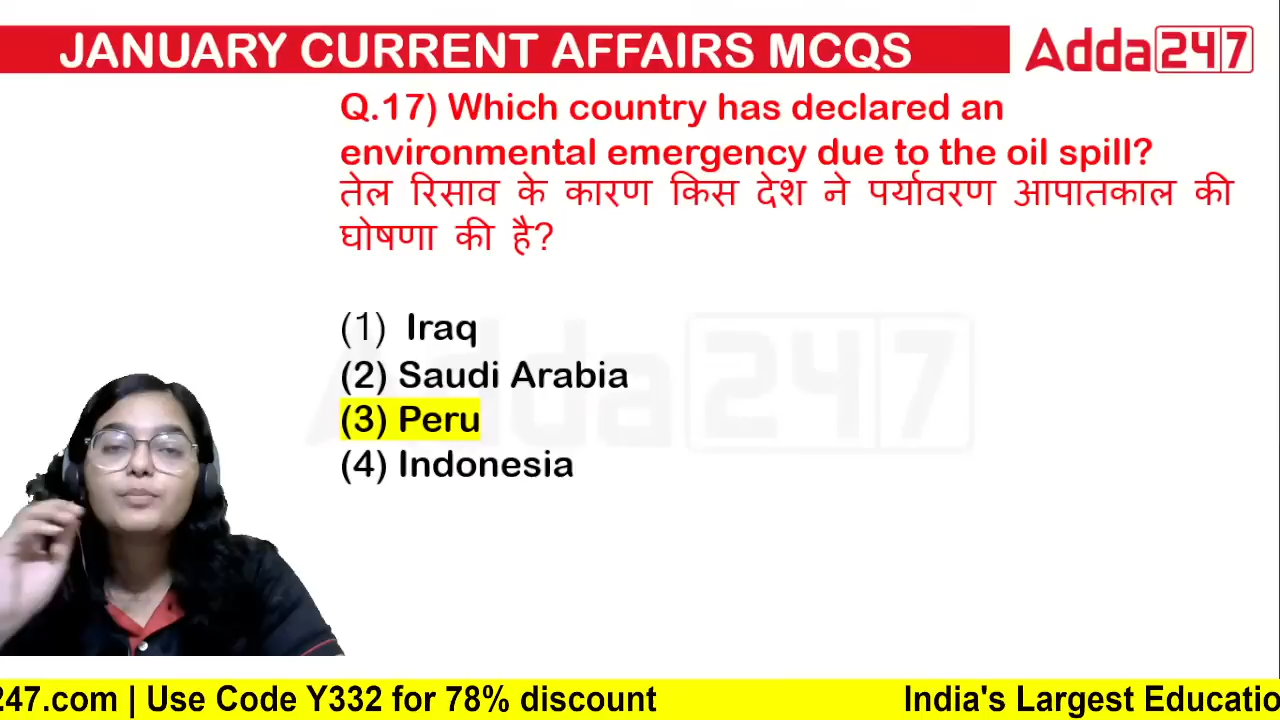 JANUARY CURRENT AFFAIRS MCQS
Adda247
Q.17) Which country has declared an
environmental emergency due to the oil spill?
तेल रिसाव के कारण किस देश ने पर्यावरण आपातकाल की
घोषणा की है?
(1) Iraq
(2) Saudi Arabia
(3) Peru
(4) Indonesia
Adda247
247.com | Use Code Y332 for 78% discount
India's Largest Educatio